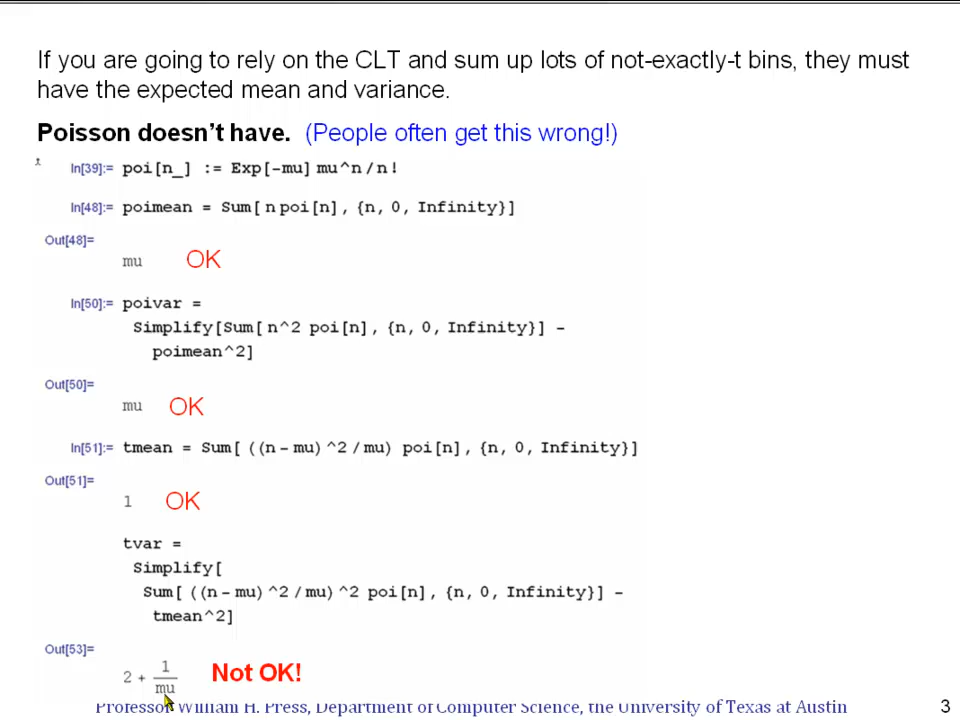 If you are going to rely on the CLT and sum up lots of not-exactly-t bins, they must
have the expected mean and variance.
Poisson doesn't have. (People often get this wrong!)
In[39]:= poi[n_] := Exp[-mu] mu^n/n!
In[48]:= poimean = Sum[ n poi[n], {n, 0, Infinity}]
Out[48]=
mu OK
In[50]:= poivar =
Simplify[Sum[ n^2 poi[n], {n, 0, Infinity}] -
poimean^2]
Out[50]=
mu OK
In[51]:= tmean = Sum[ ((n - mu)^2/mu) poi[n], {n, 0, Infinity}]
Out[51]=
1 OK
tvar =
Simplify[
Sum[ ((n - mu)^2/mu)^2 poi[n], {n, 0, Infinity}] -
tmean^2]
Out[53]=
2 + 1/mu Not OK!
Professor William H. Press, Department of Computer Science, the University of Texas at Austin 3